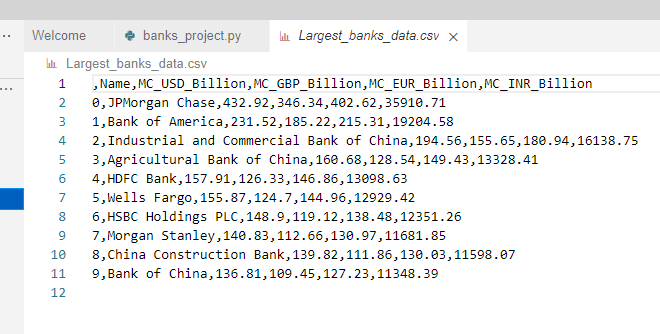 Welcome banks_project.py Largest_banks_data.csv
Largest_banks_data.csv
1 ,Name,MC_USD_Billion,MC_GBP_Billion,MC_EUR_Billion,MC_INR_Billion
2 0,JPMorgan Chase,432.92,346.34,402.62,35910.71
3 1,Bank of America,231.52,185.22,215.31,19204.58
4 2,Industrial and Commercial Bank of China,194.56,155.65,180.94,16138.75
5 3,Agricultural Bank of China,160.68,128.54,149.43,13328.41
6 4,HDFC Bank,157.91,126.33,146.86,13098.63
7 5,Wells Fargo,155.87,124.7,144.96,12929.42
8 6,HSBC Holdings PLC,148.9,119.12,138.48,12351.26
9 7,Morgan Stanley,140.83,112.66,130.97,11681.85
10 8,China Construction Bank,139.82,111.86,130.03,11598.07
11 9,Bank of China,136.81,109.45,127.23,11348.39
12